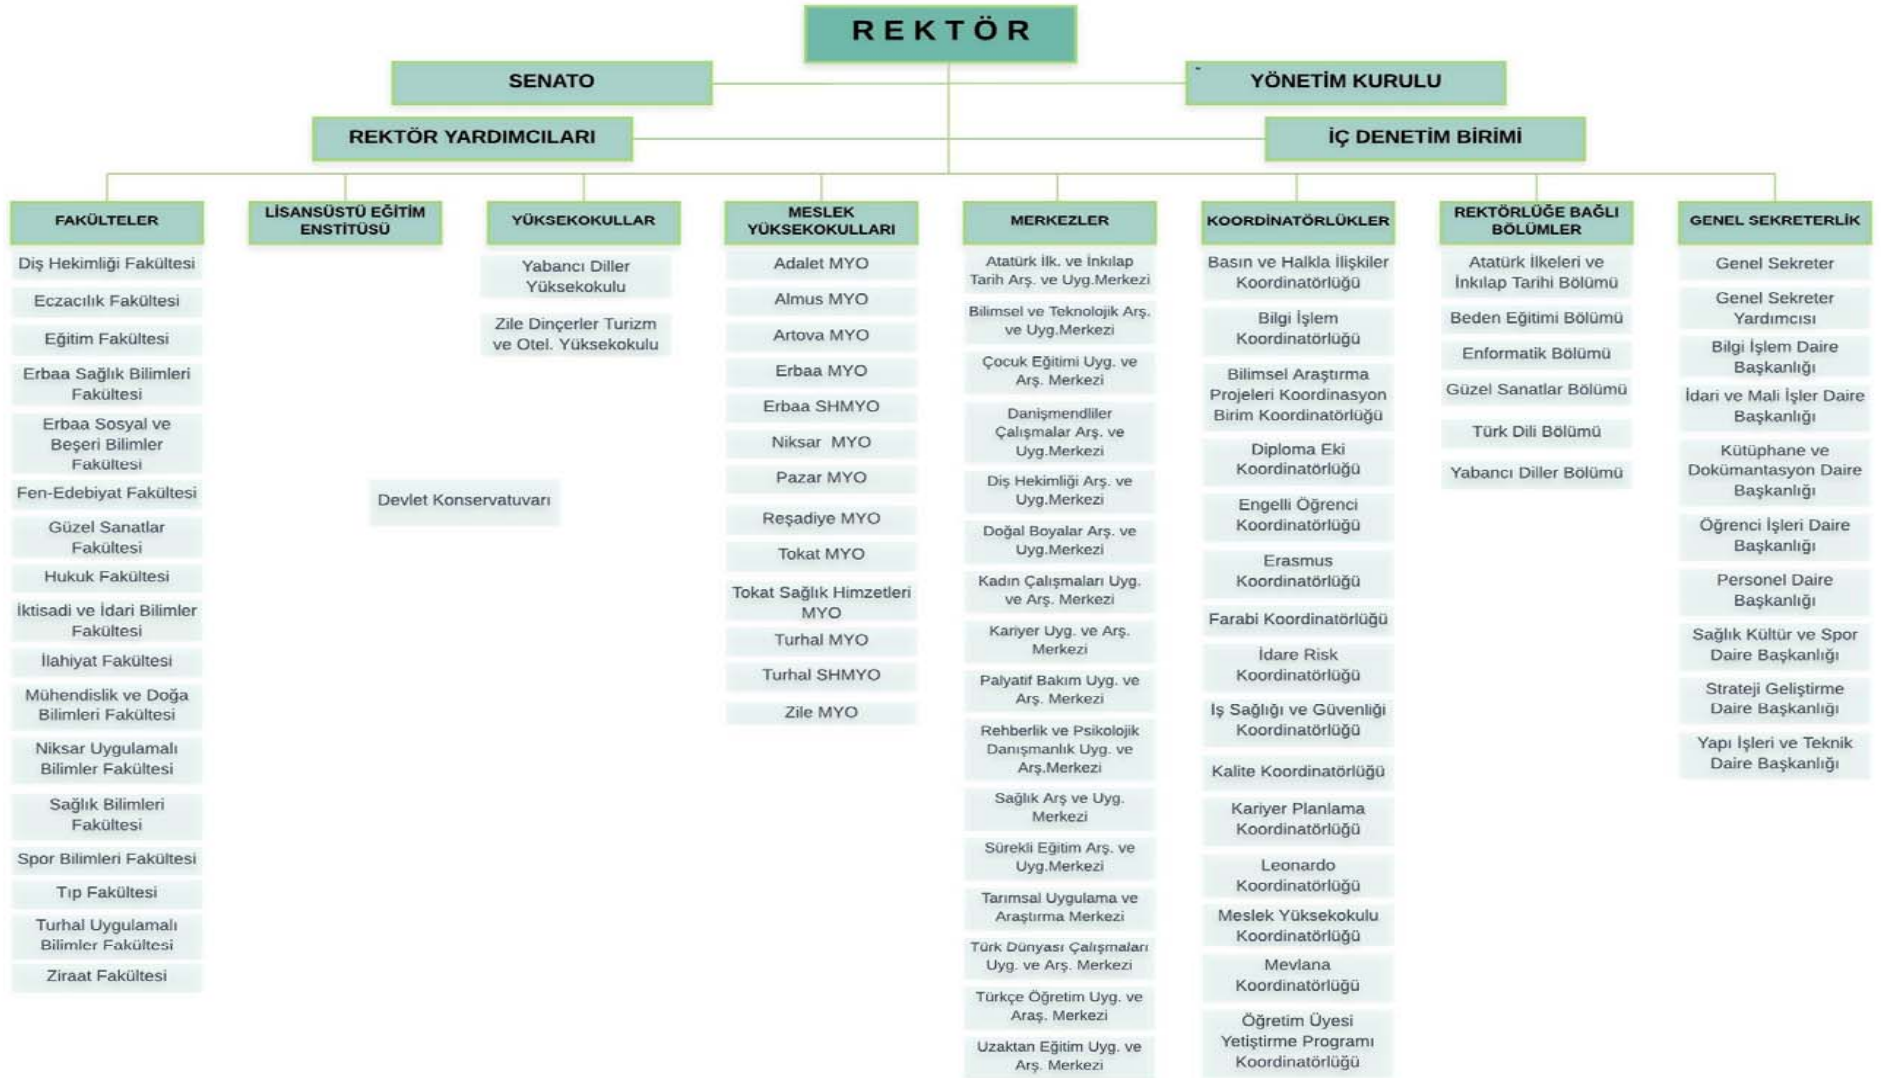 REKTÖR
SENATO
YÖNETİM KURULU
REKTÖR YARDIMCILARI
İÇ DENETİM BİRİMİ
FAKÜLTELER
Diş Hekimliği Fakültesi
Eczacılık Fakültesi
Eğitim Fakültesi
Erbaa Sağlık Bilimleri
Fakültesi
Erbaa Sosyal ve
Beşeri Bilimler
Fakültesi
Fen-Edebiyat Fakültesi
Güzel Sanatlar
Fakültesi
Hukuk Fakültesi
İktisadi ve İdari Bilimler
Fakültesi
İlahiyat Fakültesi
Mühendislik ve Doğa
Bilimleri Fakültesi
Niksar Uygulamalı
Bilimler Fakültesi
Sağlık Bilimleri
Fakültesi
Spor Bilimleri Fakültesi
Tıp Fakültesi
Turhal Uygulamalı
Bilimler Fakültesi
Ziraat Fakültesi
LİSANSÜSTÜ EĞİTİM
ENSTİTÜSÜ
Devlet Konservatuvarı
YÜKSEKOKULLAR
Yabancı Diller
Yüksekokulu
Zile Dinçerler Turizm
ve Otel. Yüksekokulu
MESLEK
YÜKSEKOKULLARI
Adalet MYO
Almus MYO
Artova MYO
Erbaa MYO
Erbaa SHMYO
Niksar MYO
Pazar MYO
Reşadiye MYO
Tokat MYO
Tokat Sağlık Himzetleri
MYO
Turhal MYO
Turhal SHMYO
Zile MYO
MERKEZLER
Atatürk İlk. ve İnkılap
Tarih Arş. ve Uyg.Merkezi
Bilimsel ve Teknolojik Arş.
ve Uyg.Merkezi
Çocuk Eğitimi Uyg. ve
Arş. Merkezi
Danişmendliler
Çalışmalar Arş. ve
Uyg.Merkezi
Diş Hekimliği Arş. ve
Uyg.Merkezi
Doğal Boyalar Arş. ve
Uyg.Merkezi
Kadın Çalışmaları Uyg.
ve Arş. Merkezi
Kariyer Uyg. ve Arş.
Merkezi
Palyatif Bakım Uyg. ve
Arş. Merkezi
Rehberlik ve Psikolojik
Danışmanlık Uyg. ve
Arş.Merkezi
Sağlık Arş ve Uyg.
Merkezi
Sürekli Eğitim Arş. ve
Uyg.Merkezi
Tarımsal Uygulama ve
Araştırma Merkezi
Türk Dünyası Çalışmaları
Uyg. ve Arş. Merkezi
Türkçe Öğretim Uyg. ve
Araş. Merkezi
Uzaktan Eğitim Uyg. ve
Arş. Merkezi
KOORDİNATÖRLÜKLER
Basın ve Halkla İlişkiler
Koordinatörlüğü
Bilgi İşlem
Koordinatörlüğü
Bilimsel Araştırma
Projeleri Koordinasyon
Birim Koordinatörlüğü
Diploma Eki
Koordinatörlüğü
Engelli Öğrenci
Koordinatörlüğü
Erasmus
Koordinatörlüğü
Farabi Koordinatörlüğü
İdare Risk
Koordinatörlüğü
İş Sağlığı ve Güvenliği
Koordinatörlüğü
Kalite Koordinatörlüğü
Kariyer Planlama
Koordinatörlüğü
Leonardo
Koordinatörlüğü
Meslek Yüksekokulu
Koordinatörlüğü
Mevlana
Koordinatörlüğü
Öğretim Üyesi
Yetiştirme Programı
Koordinatörlüğü
REKTÖRLÜĞE BAĞLI
BÖLÜMLER
Atatürk İlkeleri ve
İnkılap Tarihi Bölümü
Beden Eğitimi Bölümü
Enformatik Bölümü
Güzel Sanatlar Bölümü
Türk Dili Bölümü
Yabancı Diller Bölümü
GENEL SEKRETERLİK
Genel Sekreter
Genel Sekreter
Yardımcısı
Bilgi İşlem Daire
Başkanlığı
İdari ve Mali İşler Daire
Başkanlığı
Kütüphane ve
Dokümantasyon Daire
Başkanlığı
Öğrenci İşleri Daire
Başkanlığı
Personel Daire
Başkanlığı
Sağlık Kültür ve Spor
Daire Başkanlığı
Strateji Geliştirme
Daire Başkanlığı
Yapı İşleri ve Teknik
Daire Başkanlığı